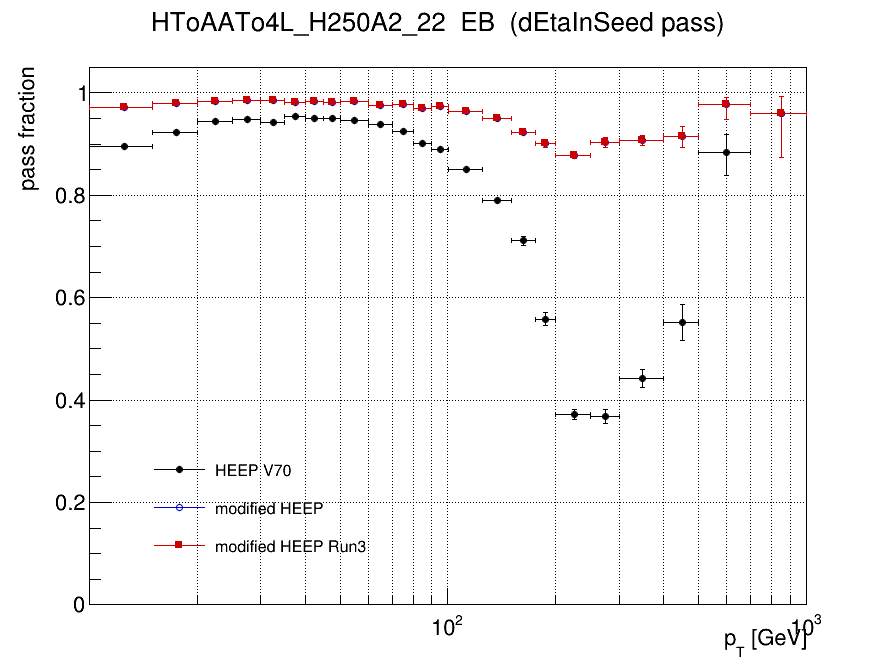 HToAATo4L_H250A2_22 EB (dEtaInSeed pass)
pass fraction
1
0.8
0.6
0.4
0.2
0
HEEP V70
modified HEEP
modified HEEP Run3
10²
10³
p_T [GeV]